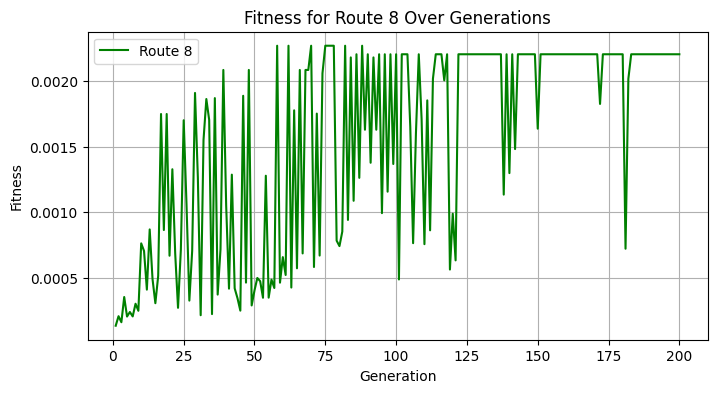 Fitness for Route 8 Over Generations
Route 8
Fitness
0.0020
0.0015
0.0010
0.0005
0 25 50 75 100 125 150 175 200
Generation